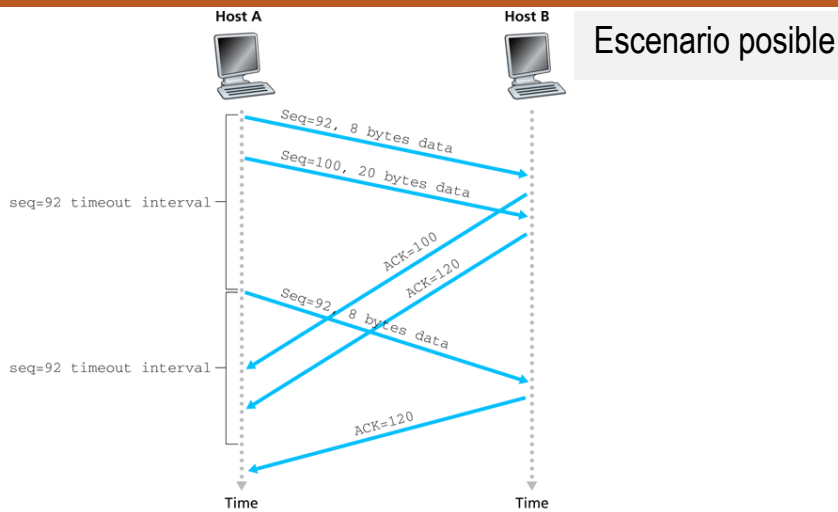 Host A
Host B
Escenario posible
Seq=92, 8 bytes data
Seq=100, 20 bytes data
seq=92 timeout interval
ACK=100
ACK=120
Seq=92, 8 bytes data
seq=92 timeout interval
ACK=120
Time
Time